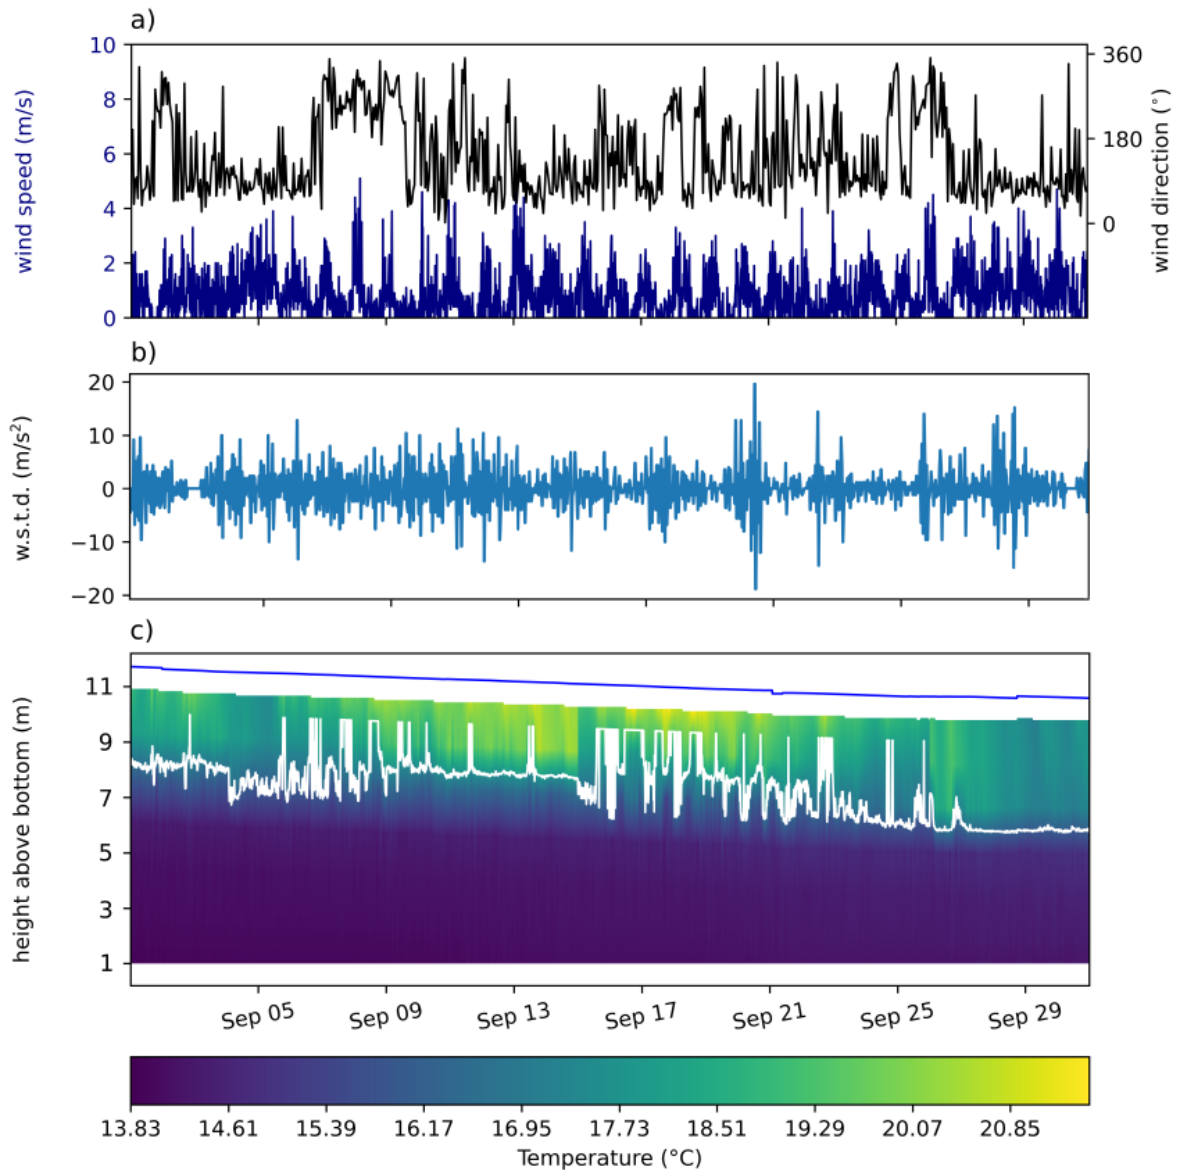 a)
10
8
6
4
2
0
wind speed (m/s)
360
180
0
wind direction (°)
b)
20
10
0
−10
−20
w.s.t.d. (m/s²)
c)
11
9
7
5
3
1
height above bottom (m)
Sep 05 Sep 09 Sep 13 Sep 17 Sep 21 Sep 25 Sep 29
13.83 14.61 15.39 16.17 16.95 17.73 18.51 19.29 20.07 20.85
Temperature (°C)